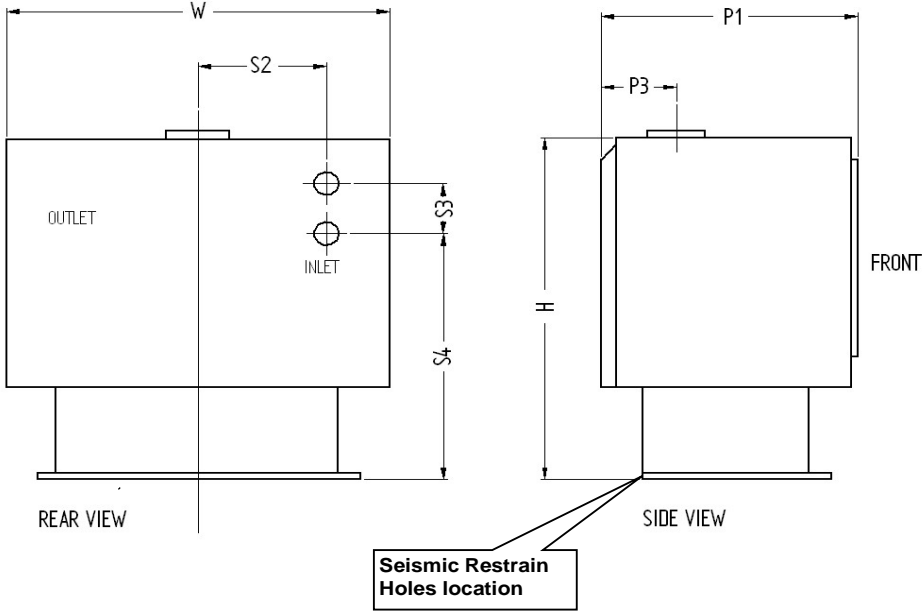 W
P1
S2
P3
S3
OUTLET
INLET
FRONT
H
S4
REAR VIEW
SIDE VIEW
Seismic Restrain
Holes location